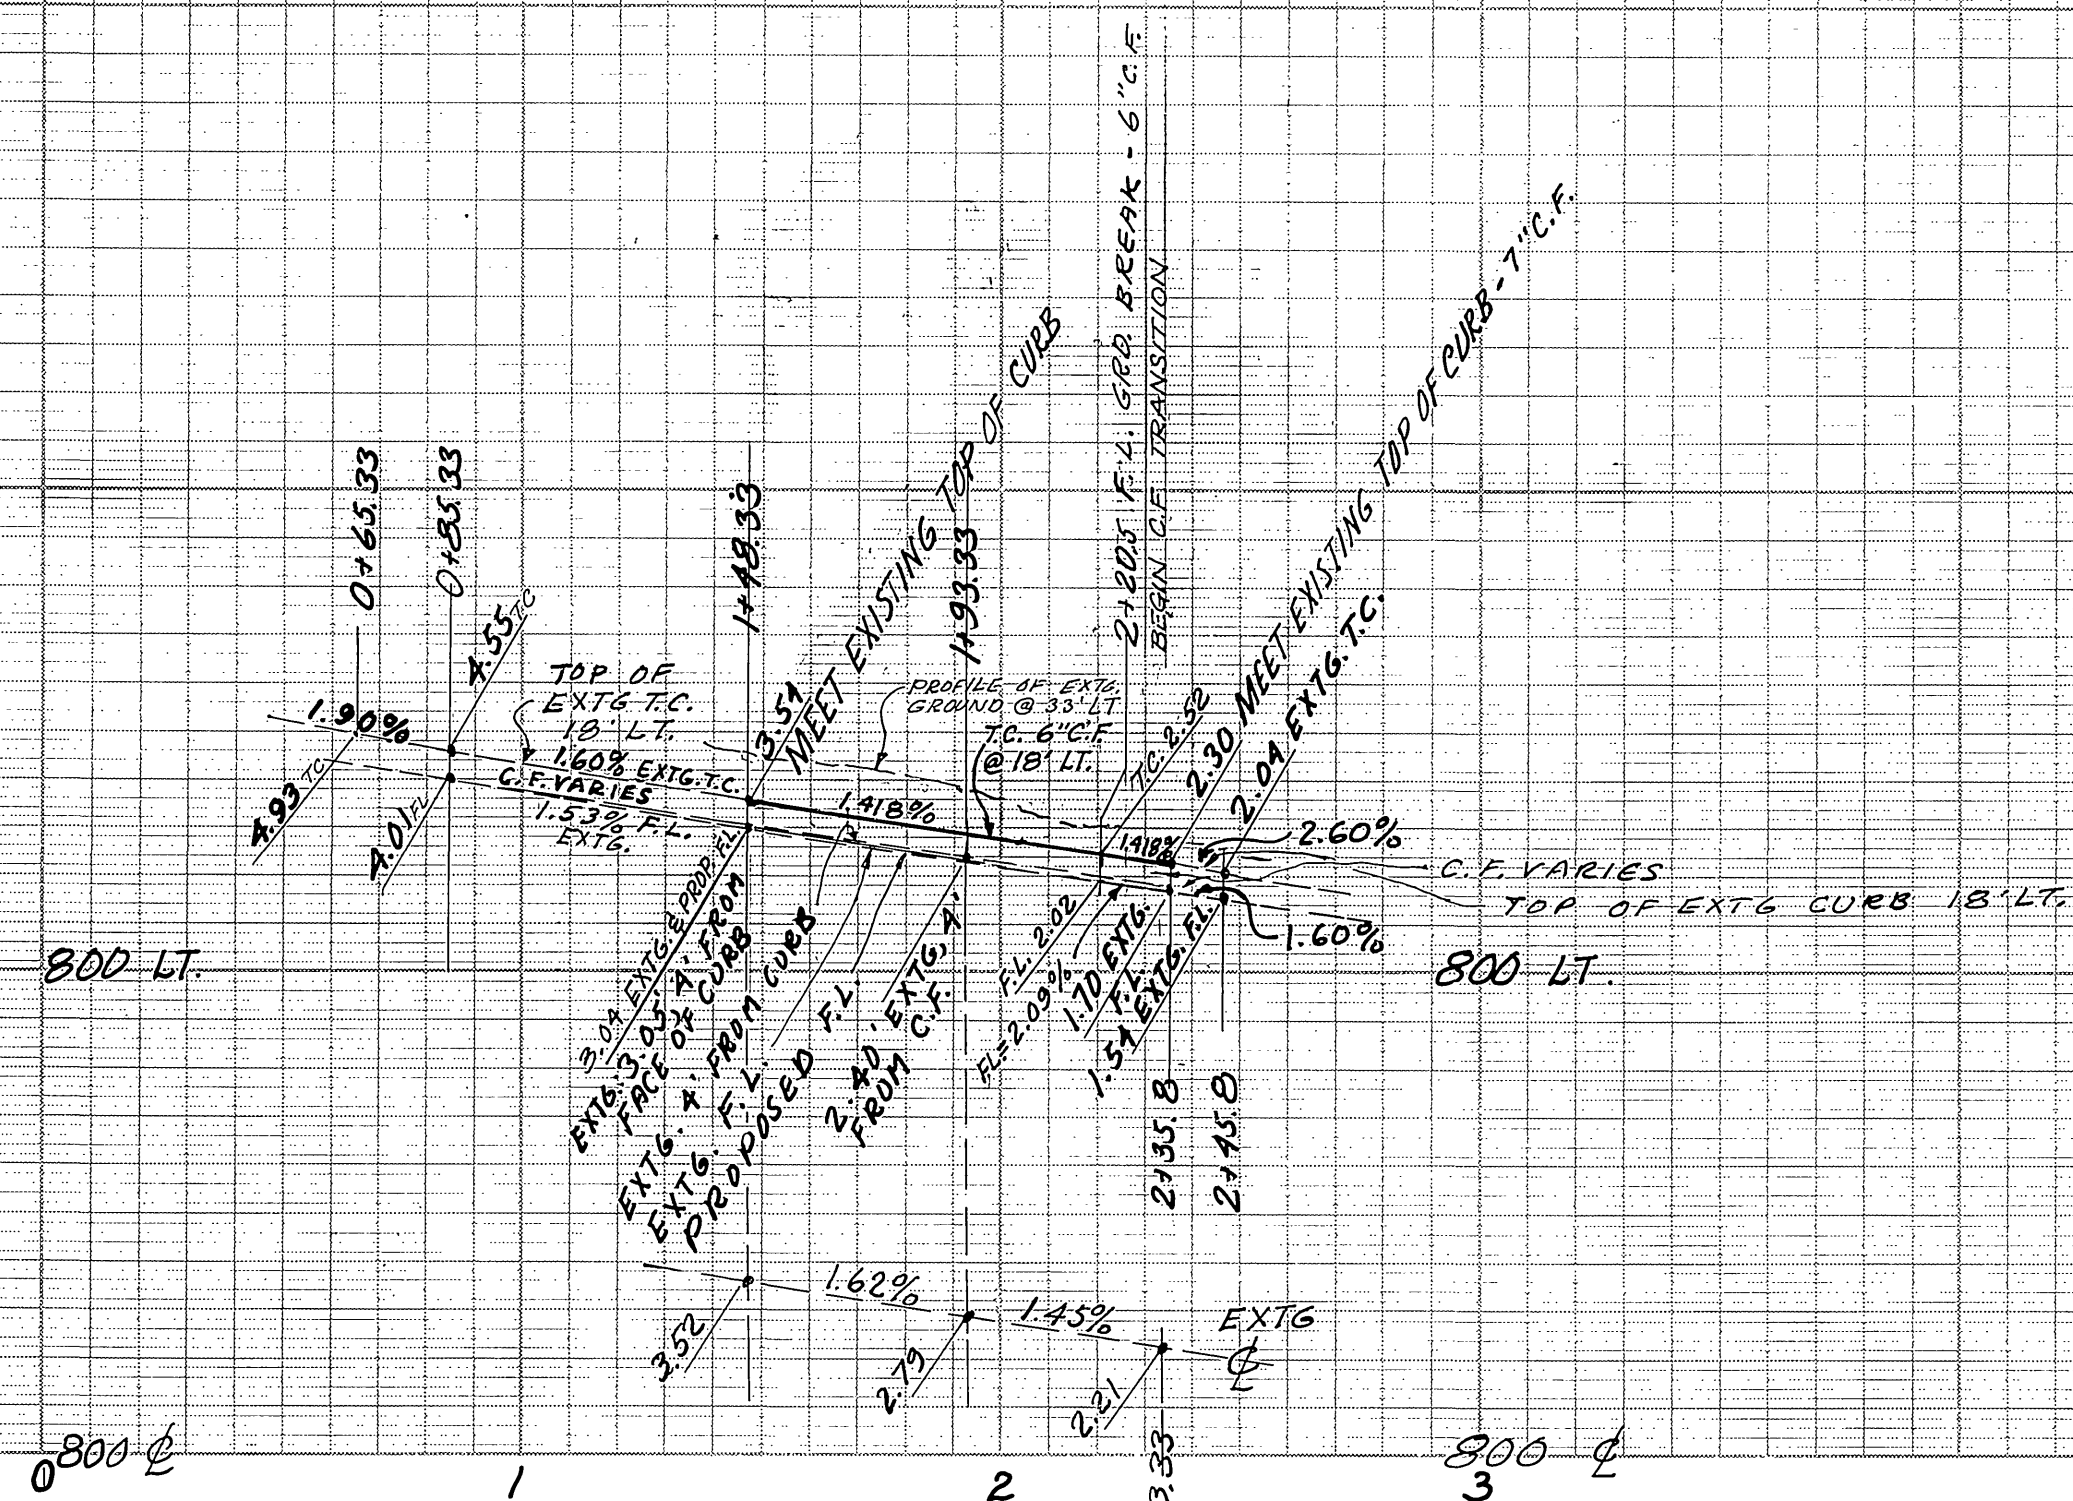 2+20.5 F.L. GRD. BREAK - 6" C.F.
BEGIN C.F. TRANSITION
0+65.33
0+85.33
1+48.33
1+93.33
4.55 T.C.
3.54
MEET EXISTING TOP OF CURB
T.C. 2.52
2.30 MEET EXISTING TOP OF CURB - 7" C.F.
2.04 EXTG. T.C.
TOP OF
EXTG T.C.
18' LT.
PROFILE OF EXTG.
GROUND @ 33' LT
T.C. 6" C.F.
@ 18' LT.
1.90%
1.60% EXTG. T.C.
C.F. VARIES
1.53% F.L.
EXTG.
1.418%
1.418%
2.60%
C.F. VARIES
TOP OF EXTG CURB 18' LT.
1.60%
4.93 TC
4.01 FL
800 LT.
800 LT.
3.04 EXTG. & PROP. FL.
EXTG. 3.05, 4' FROM
FACE OF CURB
EXTG. 4' FROM CURB
EXTG. F.L.
PROPOSED F.L.
2.40' EXTG, 4'
FROM C.F.
F.L. 2.02
FL=2.09%
1.70 EXTG.
F.L.
1.54 EXTG. F.L.
2+35.8
2+45.8
1.62%
1.45%
EXTG
℄
3.52
2.79
2.21
3.33
800 ℄
800 ℄
0
1
2
3